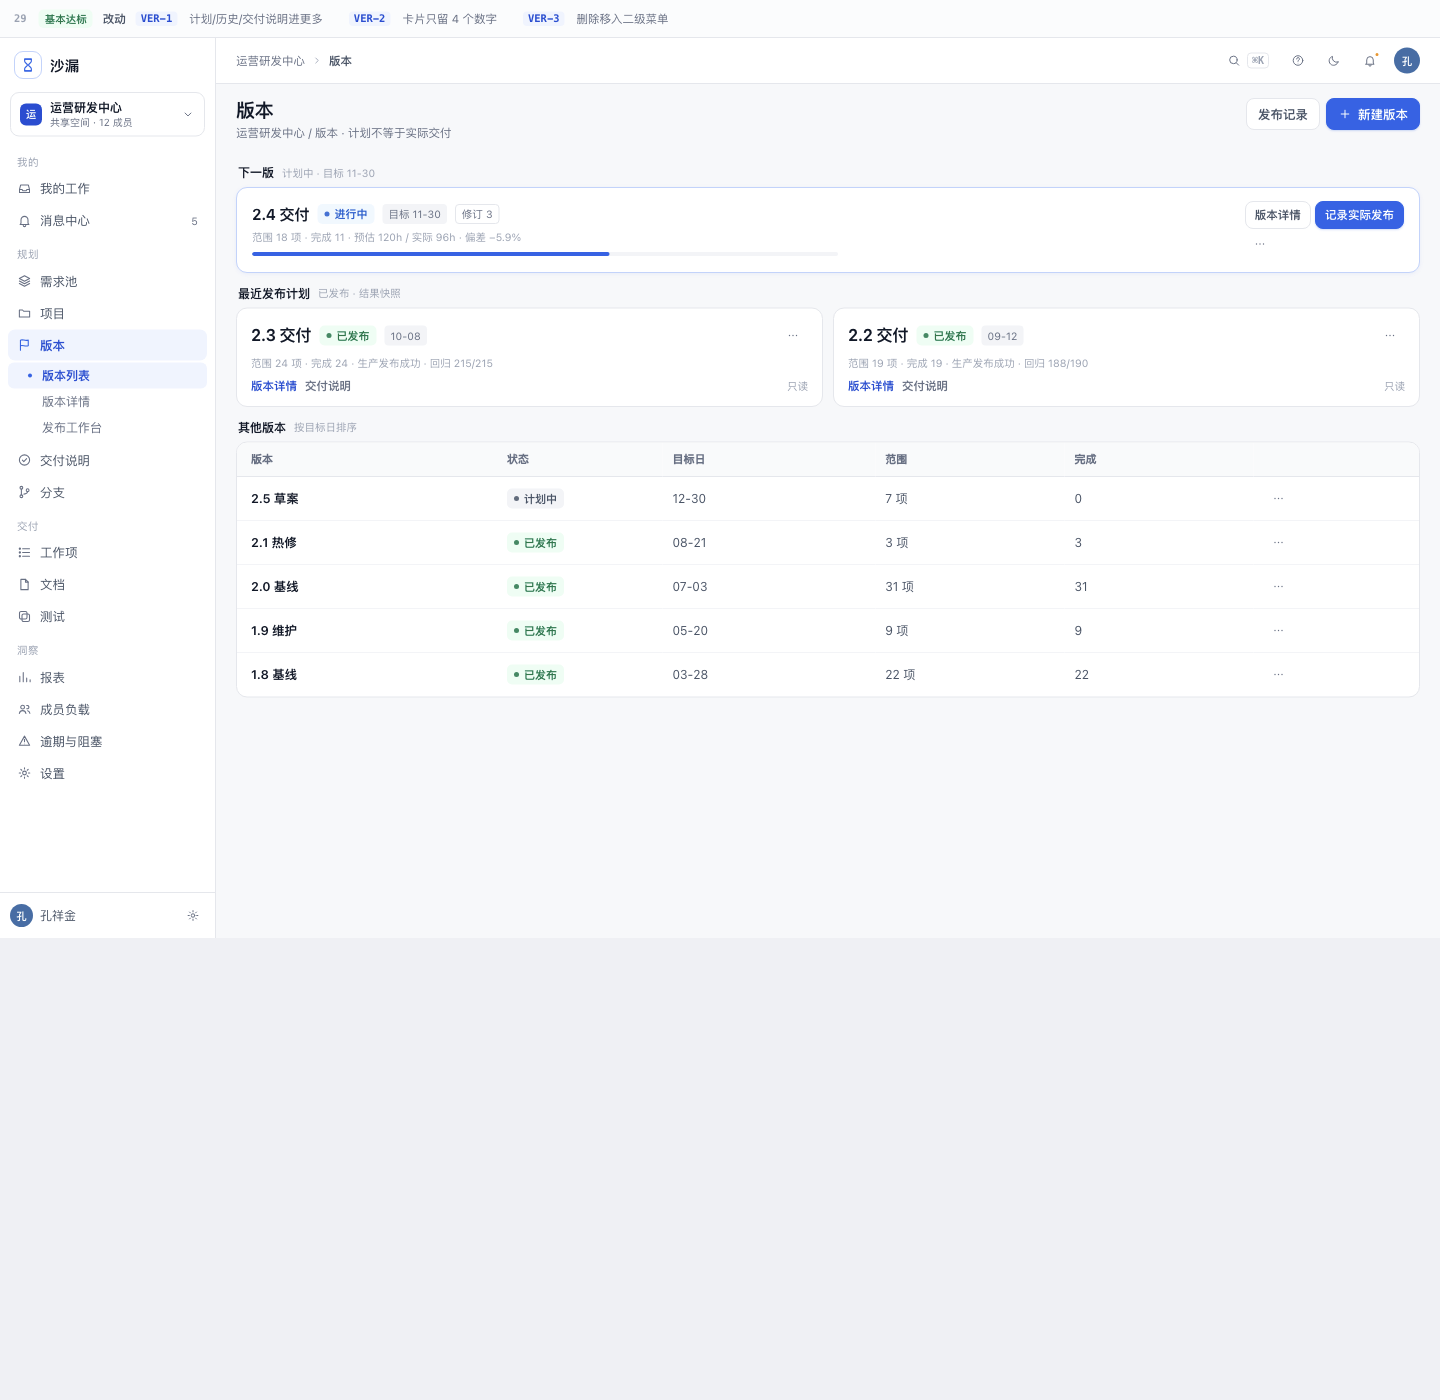 29 基本达标 改动 VER-1 计划/历史/交付说明进更多 VER-2 卡片只留 4 个数字 VER-3 删除移入二级菜单
沙漏
运 运营研发中心
共享空间 · 12 成员
我的
我的工作
消息中心 5
规划
需求池
项目
版本
版本列表
版本详情
发布工作台
交付说明
分支
交付
工作项
文档
测试
洞察
报表
成员负载
逾期与阻塞
设置
孔 孔祥金
运营研发中心 > 版本 ⌘K 孔
版本
运营研发中心 / 版本 · 计划不等于实际交付
发布记录 + 新建版本
下一版 计划中 · 目标 11-30
2.4 交付 进行中 目标 11-30 修订 3
范围 18 项 · 完成 11 · 预估 120h / 实际 96h · 偏差 −5.9%
版本详情 记录实际发布
...
最近发布计划 已发布 · 结果快照
2.3 交付 已发布 10-08 ...
范围 24 项 · 完成 24 · 生产发布成功 · 回归 215/215
版本详情 交付说明 只读
2.2 交付 已发布 09-12 ...
范围 19 项 · 完成 19 · 生产发布成功 · 回归 188/190
版本详情 交付说明 只读
其他版本 按目标日排序
版本 状态 目标日 范围 完成
2.5 草案 计划中 12-30 7 项 0 ...
2.1 热修 已发布 08-21 3 项 3 ...
2.0 基线 已发布 07-03 31 项 31 ...
1.9 维护 已发布 05-20 9 项 9 ...
1.8 基线 已发布 03-28 22 项 22 ...